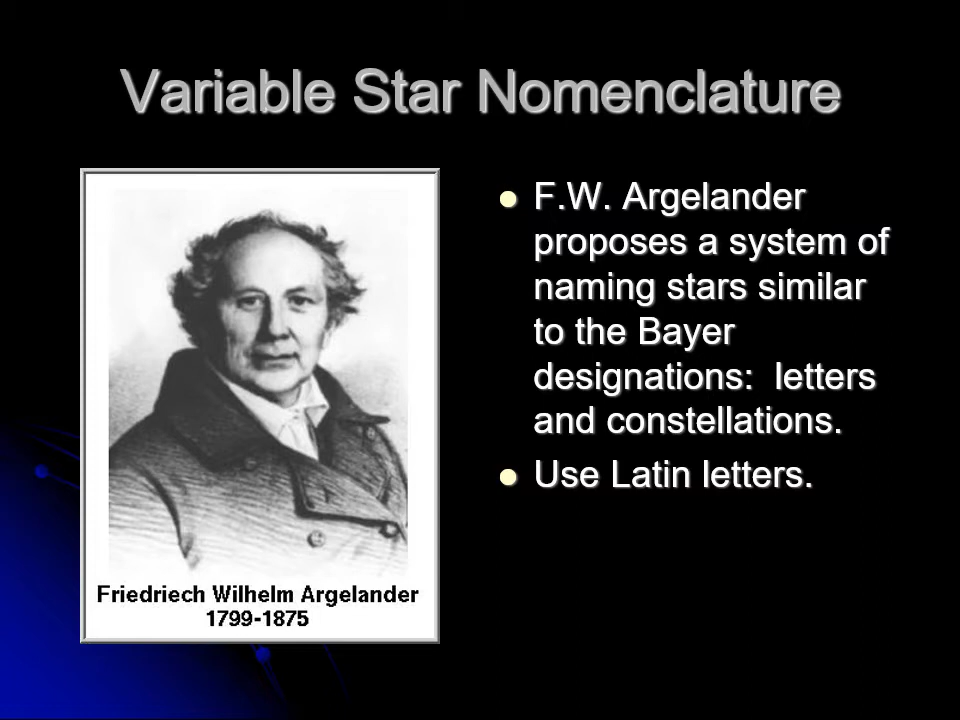 Variable Star Nomenclature
F.W. Argelander
proposes a system of
naming stars similar
to the Bayer
designations:  letters
and constellations.
Use Latin letters.
Friedriech Wilhelm Argelander
1799-1875